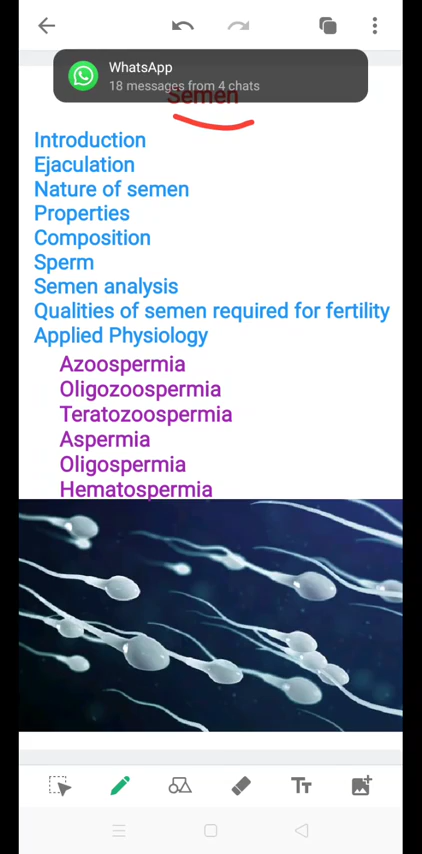 WhatsApp
18 messages from 4 chats
Semen
Introduction
Ejaculation
Nature of semen
Properties
Composition
Sperm
Semen analysis
Qualities of semen required for fertility
Applied Physiology
Azoospermia
Oligozoospermia
Teratozoospermia
Aspermia
Oligospermia
Hematospermia
TT